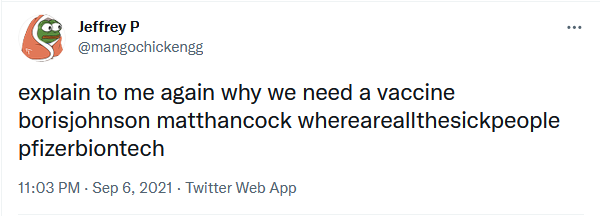 Jeffrey P
@mangochickengg
explain to me again why we need a vaccine
borisjohnson matthancock whereareallthesickpeople
pfizerbiontech
11:03 PM · Sep 6, 2021 · Twitter Web App